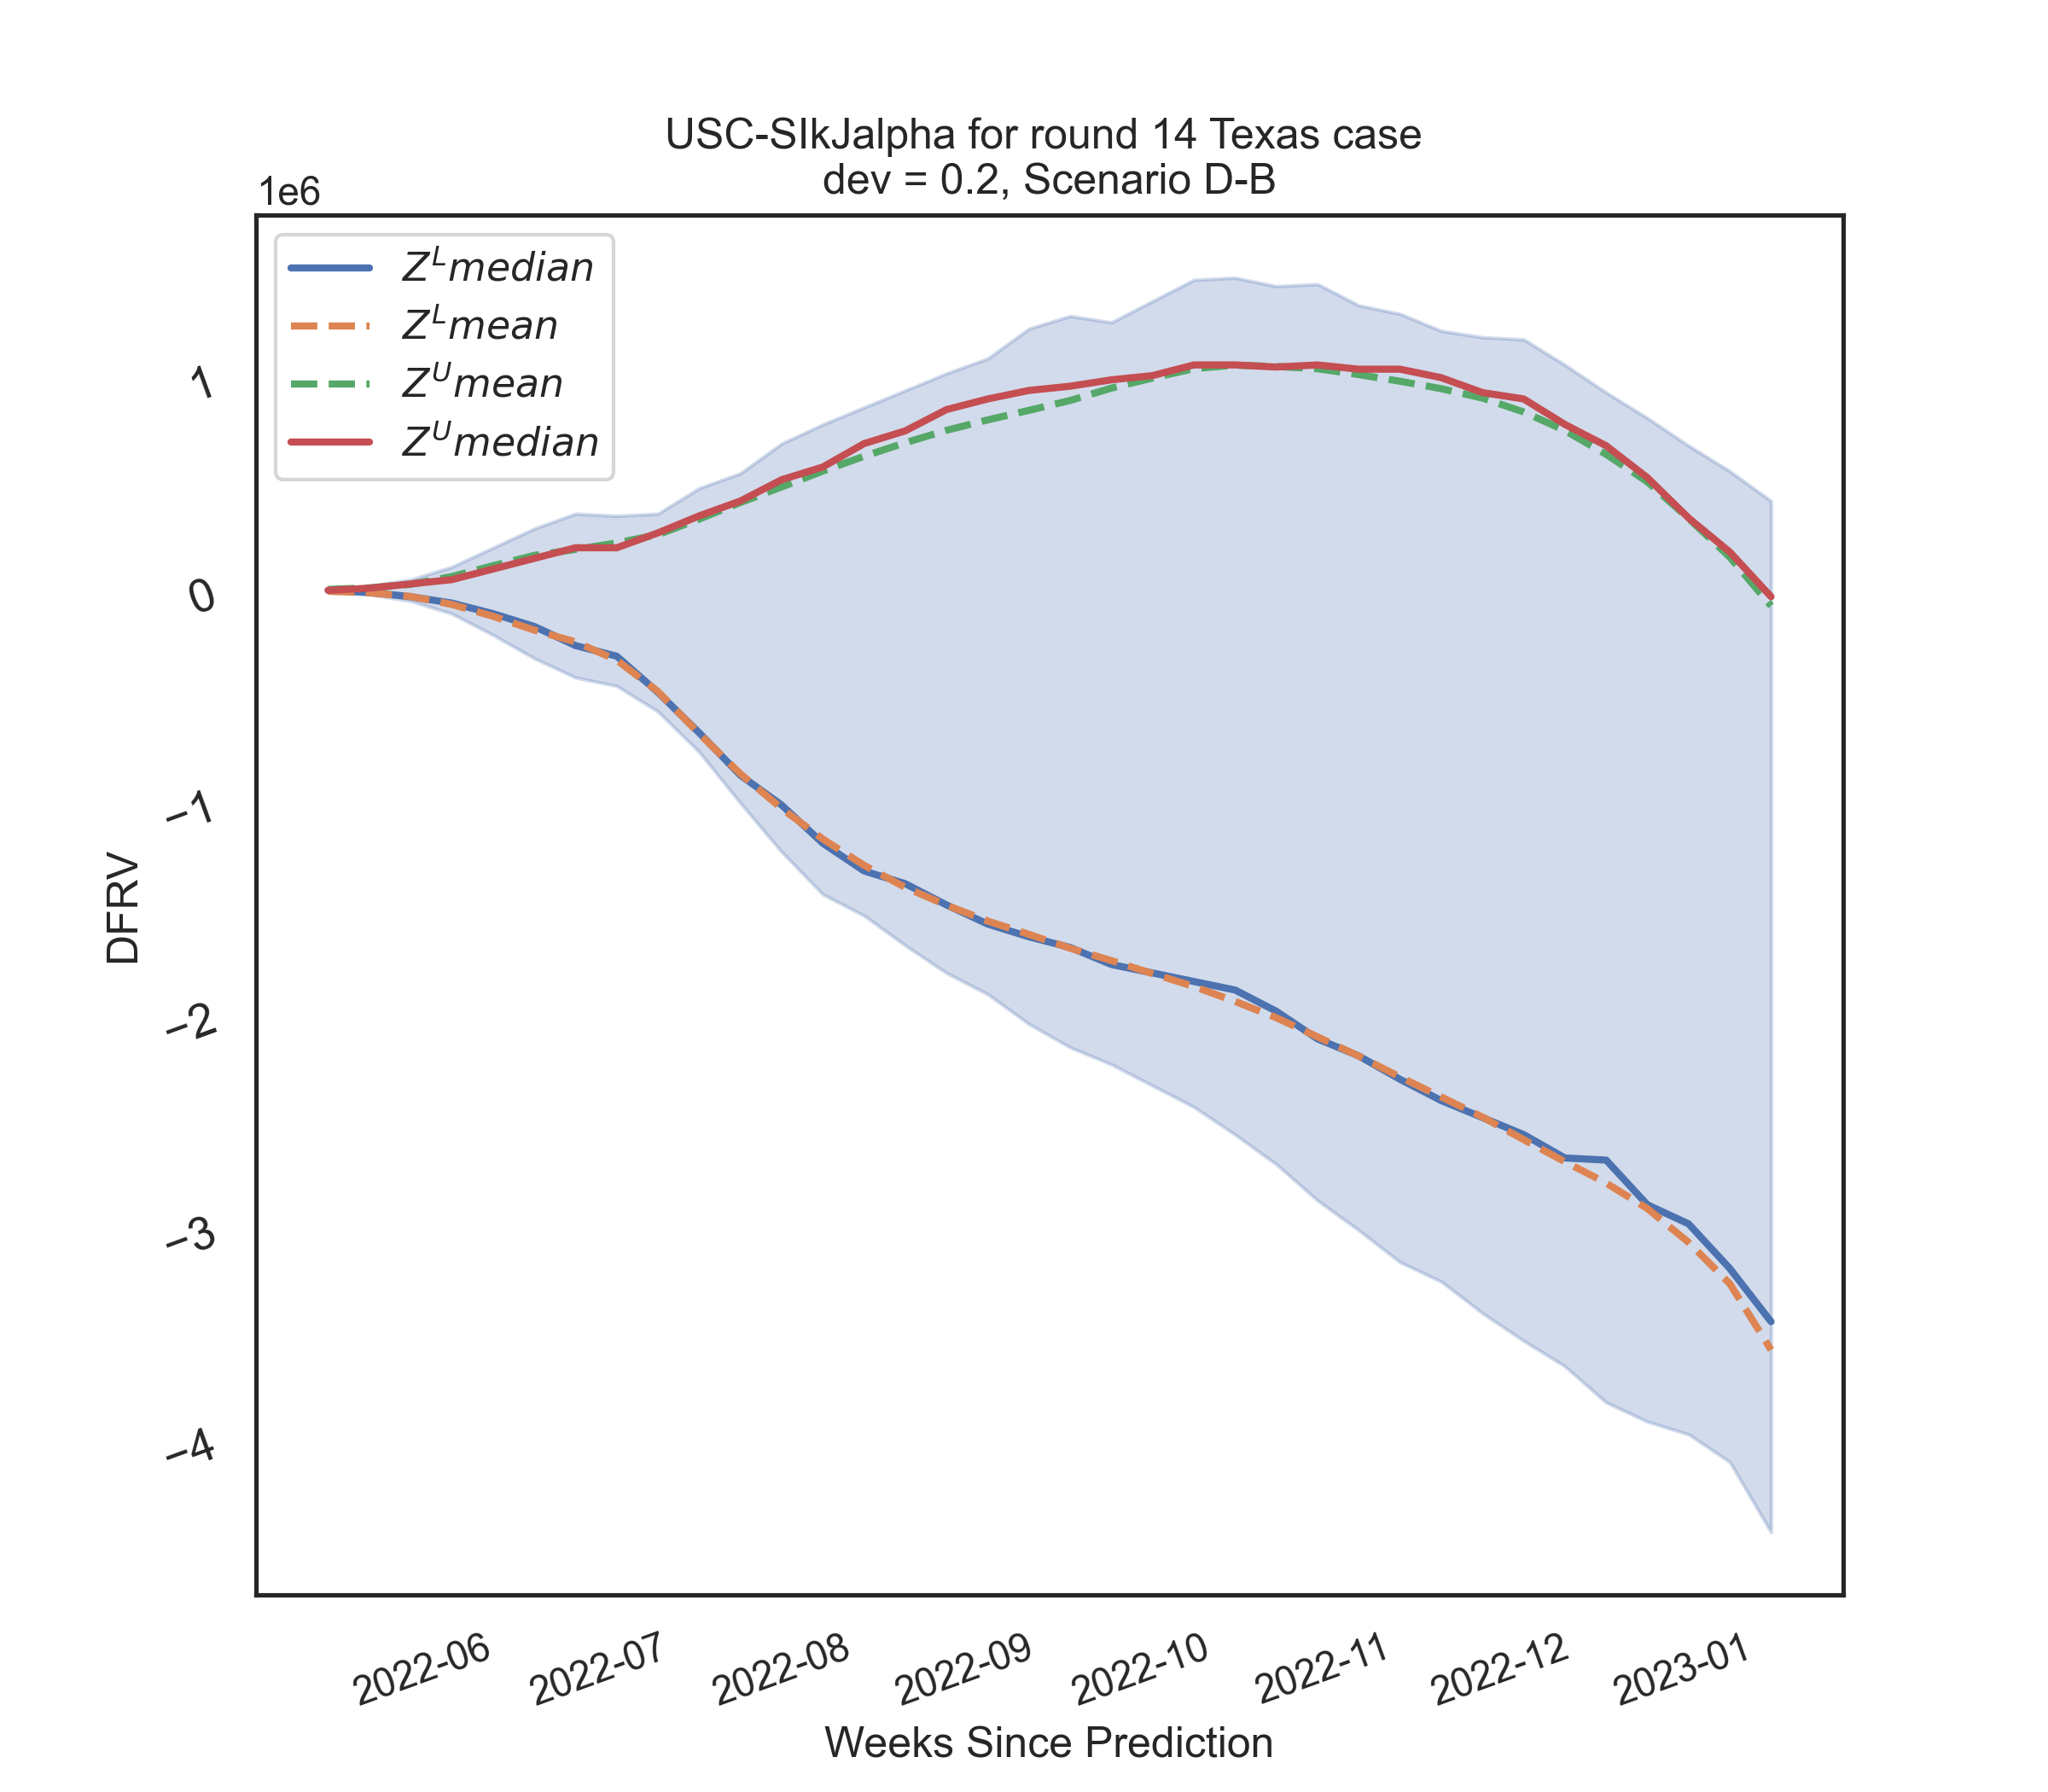 USC-SIkJalpha for round 14 Texas case
dev = 0.2, Scenario D-B
1e6
Z^L median
Z^L mean
Z^U mean
Z^U median
1
0
−1
−2
−3
−4
DFRV
2022-06
2022-07
2022-08
2022-09
2022-10
2022-11
2022-12
2023-01
Weeks Since Prediction